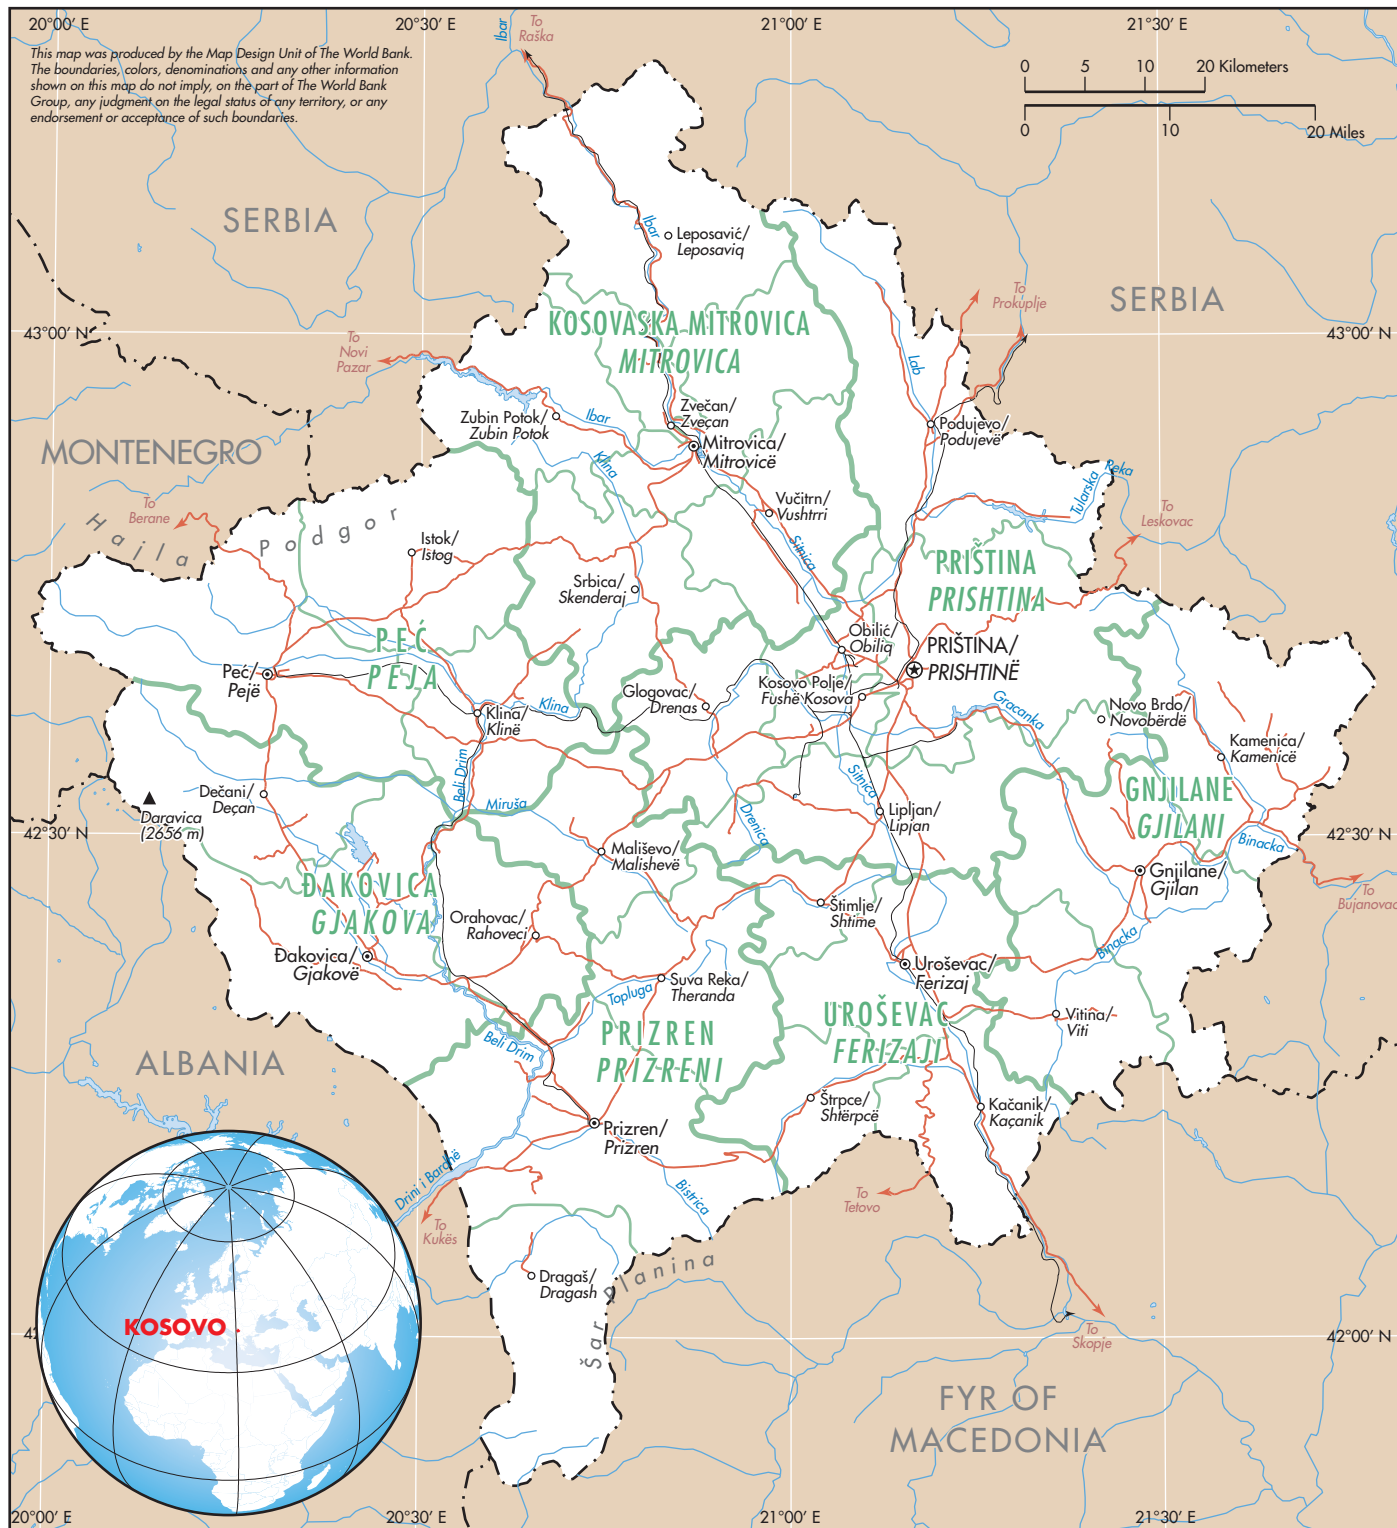 20°00′ E
20°30′ E
21°00′ E
21°30′ E
This map was produced by the Map Design Unit of The World Bank.
The boundaries, colors, denominations and any other information
shown on this map do not imply, on the part of The World Bank
Group, any judgment on the legal status of any territory, or any
endorsement or acceptance of such boundaries.
Ibar
To
Raška
0
5
10
20 Kilometers
0
10
20 Miles
SERBIA
Ibar
Leposavić/
Leposaviq
To
Prokuplje
SERBIA
43°00′ N
43°00′ N
KOSOVASKA MITROVICA
MITROVICA
To
Novi
Pazar
Lab
Zubin Potok/
Zubin Potok
Ibar
Zvečan/
Zveçan
Mitrovica/
Mitrovicë
Podujevo/
Podujevë
MONTENEGRO
Klina
Tularska
Reka
Vučitrn/
Vushtrri
To
Berane
To
Leskovac
Hajla
Podgor
Istok/
Istog
Sitnica
PRIŠTINA
PRISHTINA
Srbica/
Skenderaj
Obilić/
Obiliq
PEĆ
PEJA
PRIŠTINA/
PRISHTINË
Peć/
Pejë
Kosovo Polje/
Fushë Kosova
Glogovac/
Drenas
Klina/
Klinë
Klina
Gracanka
Novo Brdo/
Novobërdë
Kamenica/
Kamenicë
Beli Drim
Sitnica
Dečani/
Deçan
Daravica
(2656 m)
Miruša
Drenica
Lipljan/
Lipjan
GNJILANE
GJILANI
42°30′ N
42°30′ N
Binacka
Mališevo/
Malishevë
Gnjilane/
Gjilan
To
Bujanovac
ĐAKOVICA
GJAKOVA
Orahovac/
Rahoveci
Štimlje/
Shtime
Binacka
Đakovica/
Gjakovë
Uroševac/
Ferizaj
Suva Reka/
Theranda
Topluga
Vitina/
Viti
UROŠEVAC
FERIZAJI
PRIZREN
PRIZRENI
Beli Drim
ALBANIA
Štrpce/
Shtërpcë
Kačanik/
Kaçanik
Prizren/
Prizren
Drini i Bardhë
Bistrica
To
Tetovo
To
Kukës
Dragaš/
Dragash
Šar Planina
KOSOVO
To
Skopje
42°00′ N
FYR OF
MACEDONIA
20°00′ E
20°30′ E
21°00′ E
21°30′ E